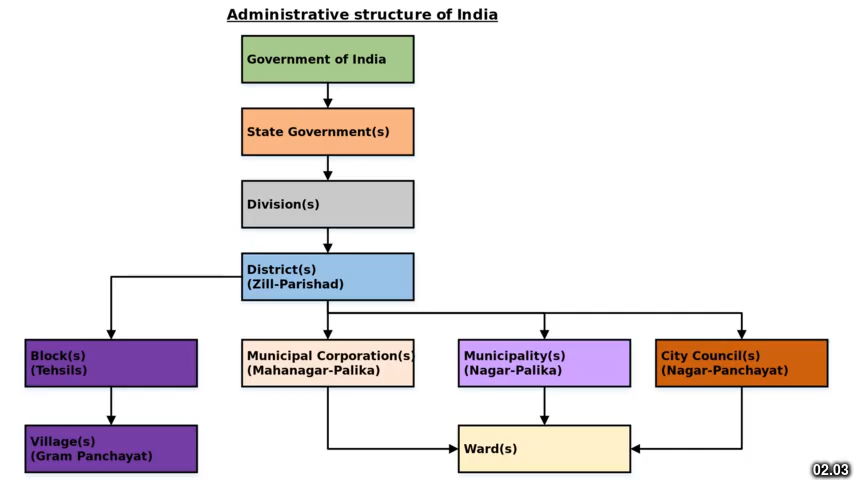 Administrative structure of India
Government of India
State Government(s)
Division(s)
District(s)
(Zill-Parishad)
Block(s)
(Tehsils)
Municipal Corporation(s)
(Mahanagar-Palika)
Municipality(s)
(Nagar-Palika)
City Council(s)
(Nagar-Panchayat)
Village(s)
(Gram Panchayat)
Ward(s)
02.03